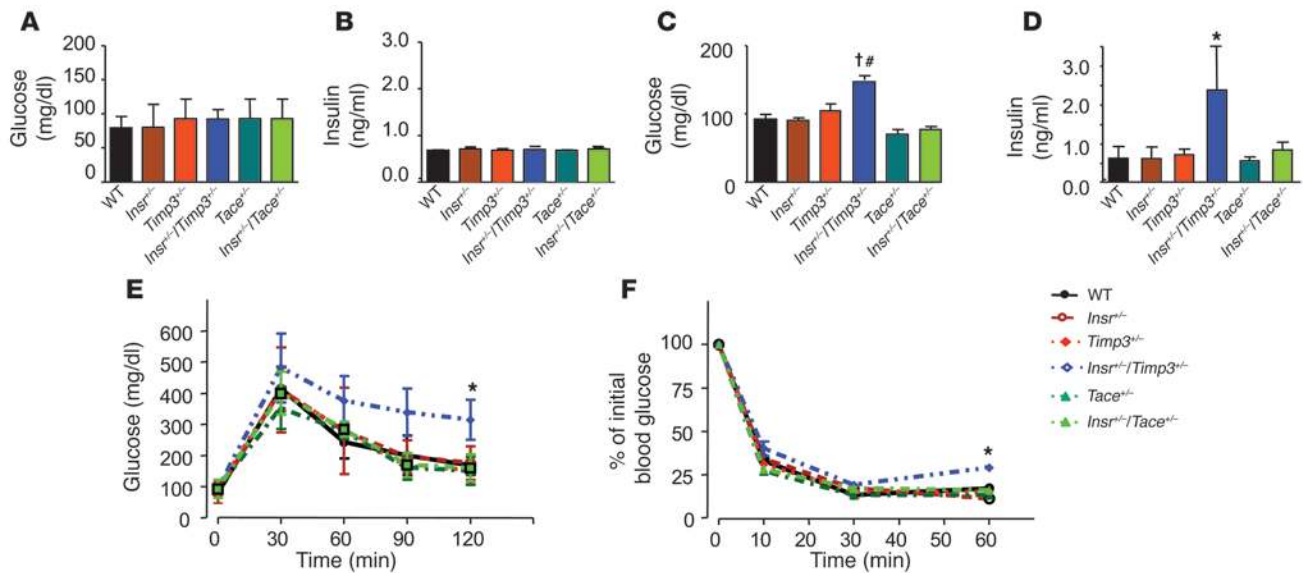 A
Glucose
(mg/dl)
200
150
100
50
0
WT
Insr⁺/⁻
Timp3⁺/⁻
Insr⁺/⁻/Timp3⁺/⁻
Tace⁺/⁻
Insr⁺/⁻/Tace⁺/⁻
B
Insulin
(ng/ml)
3.0
2.0
1.0
0.0
WT
Insr⁺/⁻
Timp3⁺/⁻
Insr⁺/⁻/Timp3⁺/⁻
Tace⁺/⁻
Insr⁺/⁻/Tace⁺/⁻
C
Glucose
(mg/dl)
200
100
0
†#
WT
Insr⁺/⁻
Timp3⁺/⁻
Insr⁺/⁻/Timp3⁺/⁻
Tace⁺/⁻
Insr⁺/⁻/Tace⁺/⁻
D
Insulin
(ng/ml)
3.0
2.0
1.0
0.0
*
WT
Insr⁺/⁻
Timp3⁺/⁻
Insr⁺/⁻/Timp3⁺/⁻
Tace⁺/⁻
Insr⁺/⁻/Tace⁺/⁻
E
Glucose (mg/dl)
600
500
400
300
200
100
0
*
0 30 60 90 120
Time (min)
F
% of initial
blood glucose
100
75
50
25
0
*
0 10 20 30 40 50 60
Time (min)
WT
Insr⁺/⁻
Timp3⁺/⁻
Insr⁺/⁻/Timp3⁺/⁻
Tace⁺/⁻
Insr⁺/⁻/Tace⁺/⁻